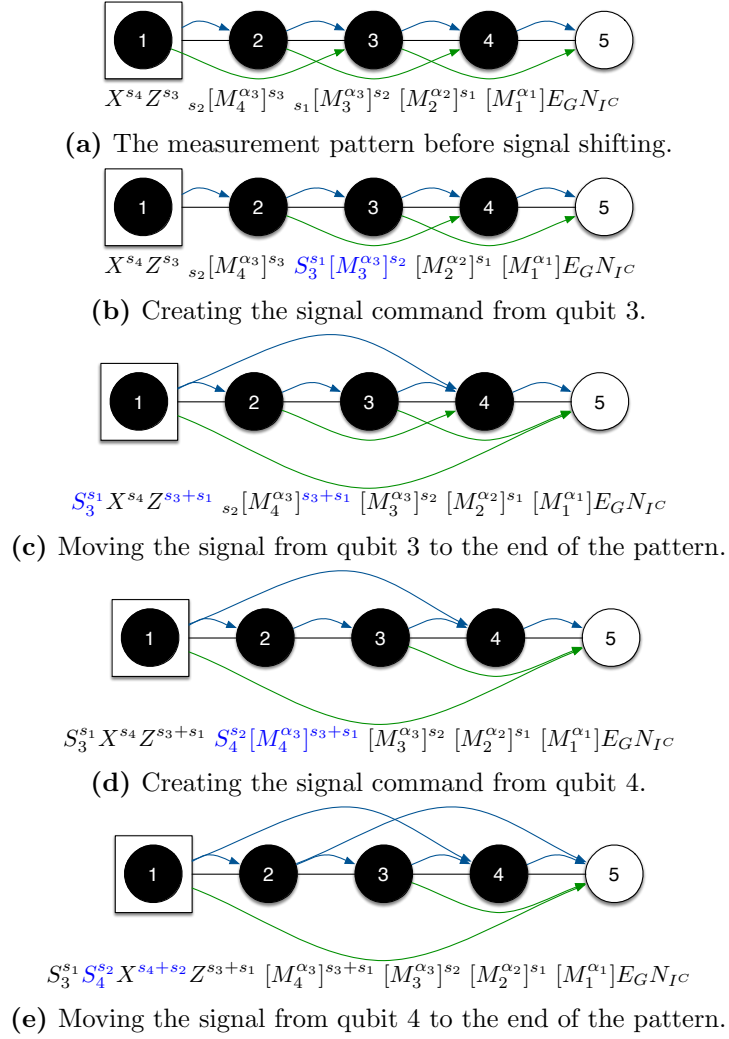 1 2 3 4 5
X^{s_4} Z^{s_3} _{s_2}[M_4^{α_3}]^{s_3} _{s_1}[M_3^{α_3}]^{s_2} [M_2^{α_2}]^{s_1} [M_1^{α_1}]E_G N_{I^C}
(a) The measurement pattern before signal shifting.
1 2 3 4 5
X^{s_4} Z^{s_3} _{s_2}[M_4^{α_3}]^{s_3} S_3^{s_1}[M_3^{α_3}]^{s_2} [M_2^{α_2}]^{s_1} [M_1^{α_1}]E_G N_{I^C}
(b) Creating the signal command from qubit 3.
1 2 3 4 5
S_3^{s_1} X^{s_4} Z^{s_3+s_1} _{s_2}[M_4^{α_3}]^{s_3+s_1} [M_3^{α_3}]^{s_2} [M_2^{α_2}]^{s_1} [M_1^{α_1}]E_G N_{I^C}
(c) Moving the signal from qubit 3 to the end of the pattern.
1 2 3 4 5
S_3^{s_1} X^{s_4} Z^{s_3+s_1} S_4^{s_2}[M_4^{α_3}]^{s_3+s_1} [M_3^{α_3}]^{s_2} [M_2^{α_2}]^{s_1} [M_1^{α_1}]E_G N_{I^C}
(d) Creating the signal command from qubit 4.
1 2 3 4 5
S_3^{s_1} S_4^{s_2} X^{s_4+s_2} Z^{s_3+s_1} [M_4^{α_3}]^{s_3+s_1} [M_3^{α_3}]^{s_2} [M_2^{α_2}]^{s_1} [M_1^{α_1}]E_G N_{I^C}
(e) Moving the signal from qubit 4 to the end of the pattern.